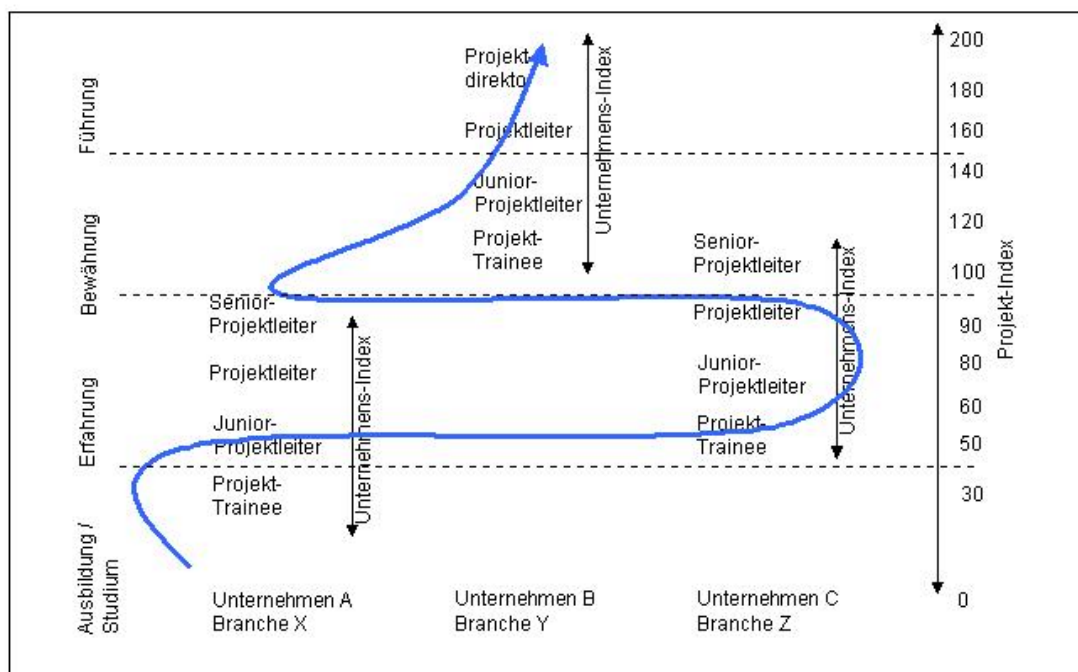 Führung
Bewährung
Erfahrung
Ausbildung /
Studium
Projekt-
direkto
Projektleiter
Junior-
Projektleiter
Projekt-
Trainee
Unternehmens-Index
Senior-
Projektleiter
Projektleiter
Junior-
Projektleiter
Projekt-
Trainee
Unternehmens-Index
Senior-
Projektleiter
Projektleiter
Junior-
Projektleiter
Projekt-
Trainee
Unternehmens-Index
Unternehmen A
Branche X
Unternehmen B
Branche Y
Unternehmen C
Branche Z
200
180
160
140
120
100
90
80
60
50
30
0
Projekt-Index